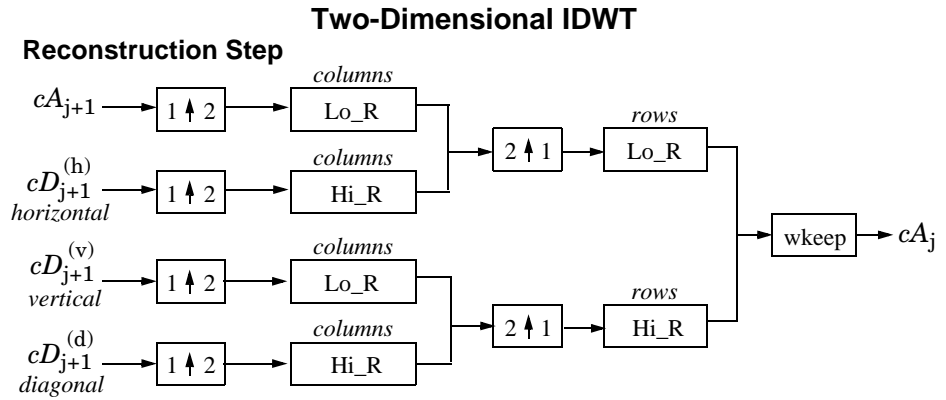 Two-Dimensional IDWT
Reconstruction Step
columns
cA j+1 1 ↑ 2 Lo_R
rows
columns
2 ↑ 1 Lo_R
cD j+1 (h) 1 ↑ 2 Hi_R
horizontal
wkeep cA j
columns
cD j+1 (v) 1 ↑ 2 Lo_R
vertical
rows
2 ↑ 1 Hi_R
columns
cD j+1 (d) 1 ↑ 2 Hi_R
diagonal